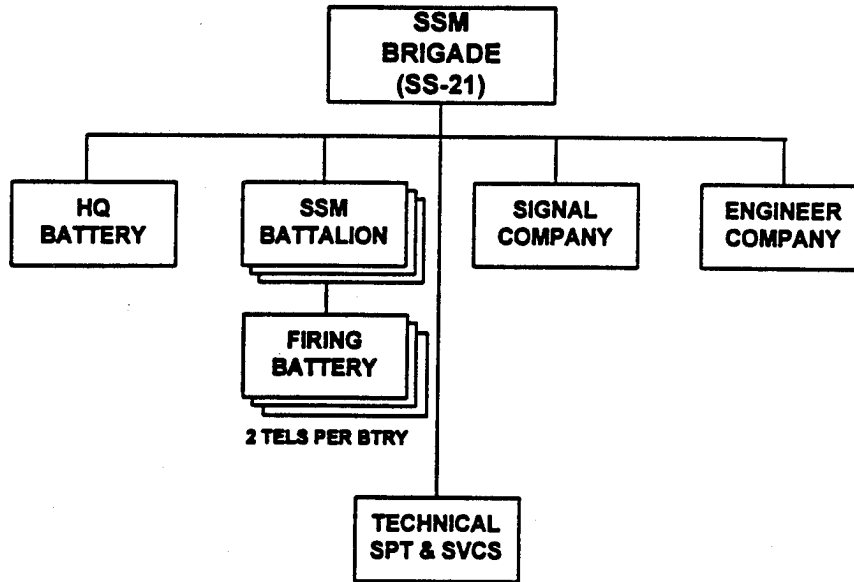 SSM
BRIGADE
(SS-21)
HQ
BATTERY
SSM
BATTALION
SIGNAL
COMPANY
ENGINEER
COMPANY
FIRING
BATTERY
2 TELS PER BTRY
TECHNICAL
SPT & SVCS